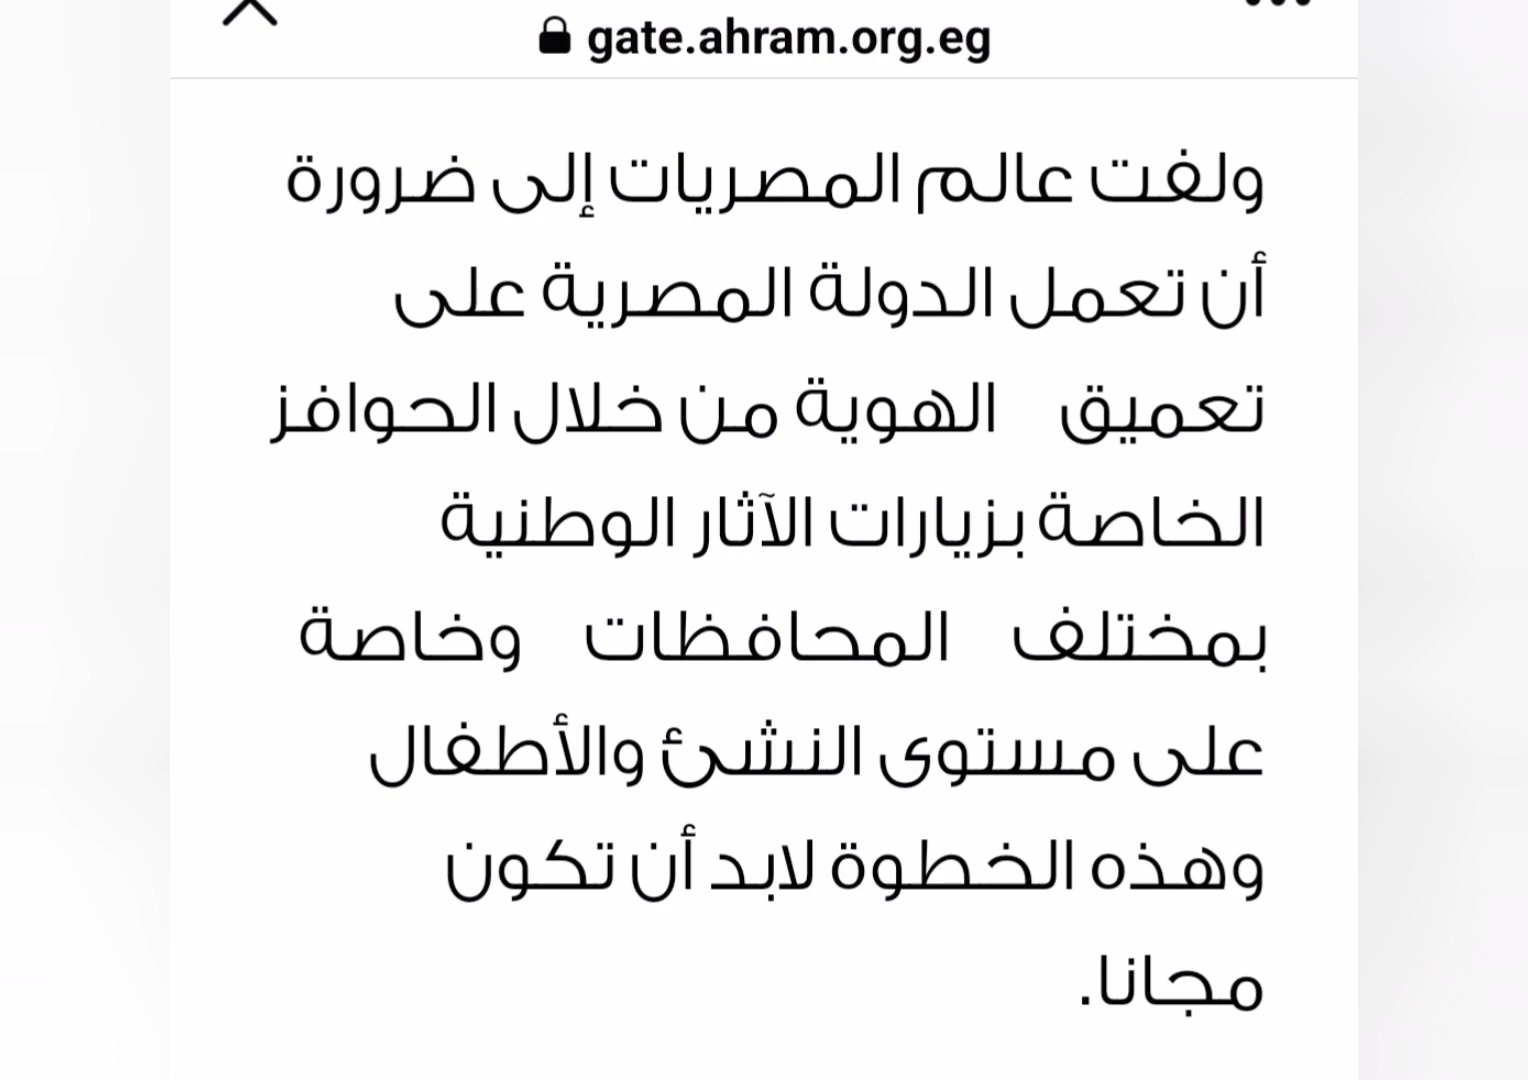 gate.ahram.org.eg
ولفت عالم المصريات إلى ضرورة
أن تعمل الدولة المصرية على
تعميق الهوية من خلال الحوافز
الخاصة بزيارات الآثار الوطنية
بمختلف المحافظات وخاصة
على مستوى النشئ والأطفال
وهذه الخطوة لابد أن تكون
مجانا.